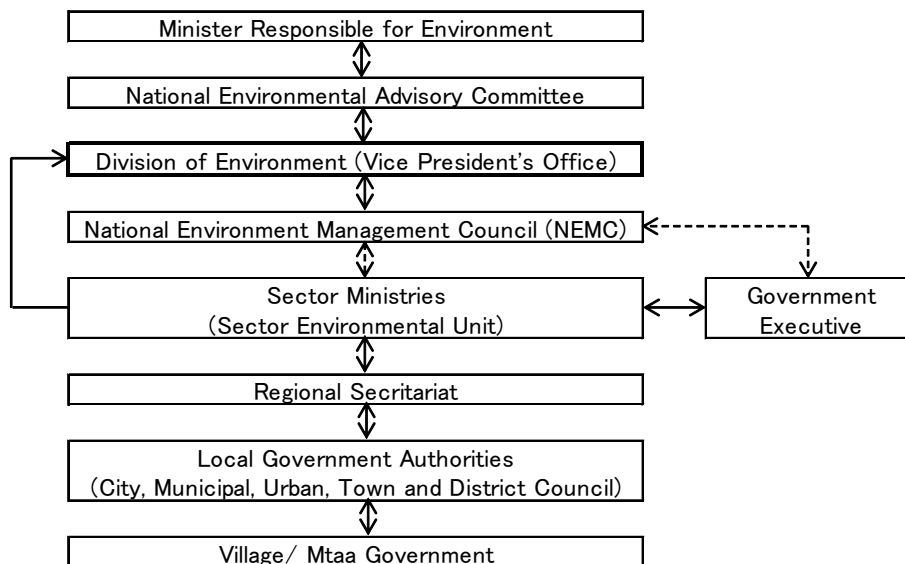 Minister Responsible for Environment
National Environmental Advisory Committee
Division of Environment (Vice President's Office)
National Environment Management Council (NEMC)
Sector Ministries
(Sector Environmental Unit)
Government
Executive
Regional Secritariat
Local Government Authorities
(City, Municipal, Urban, Town and District Council)
Village/ Mtaa Government